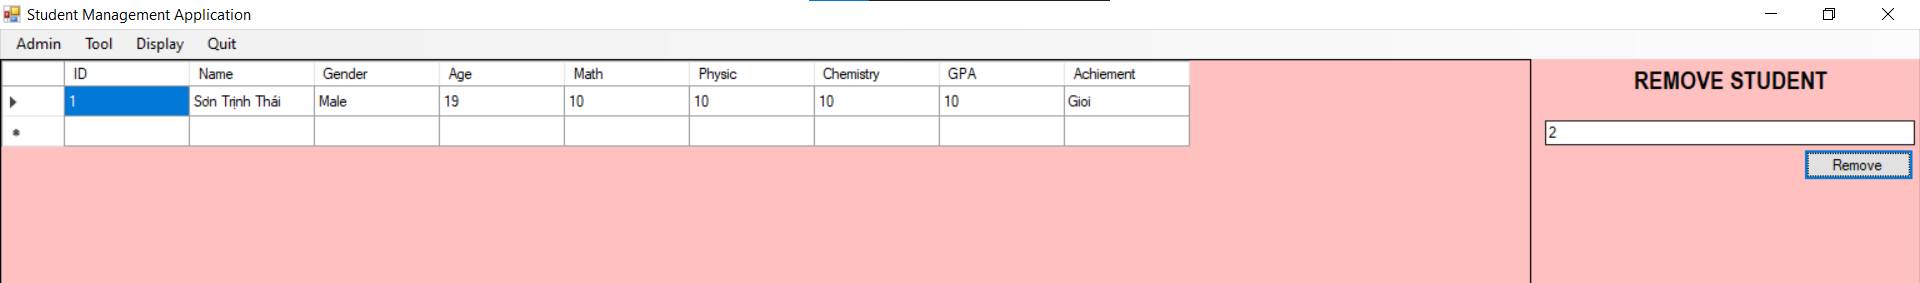 Student Management Application
Admin Tool Display Quit
ID Name Gender Age Math Physic Chemistry GPA Achiement
1 Sơn Trịnh Thái Male 19 10 10 10 10 Gioi
REMOVE STUDENT
2
Remove